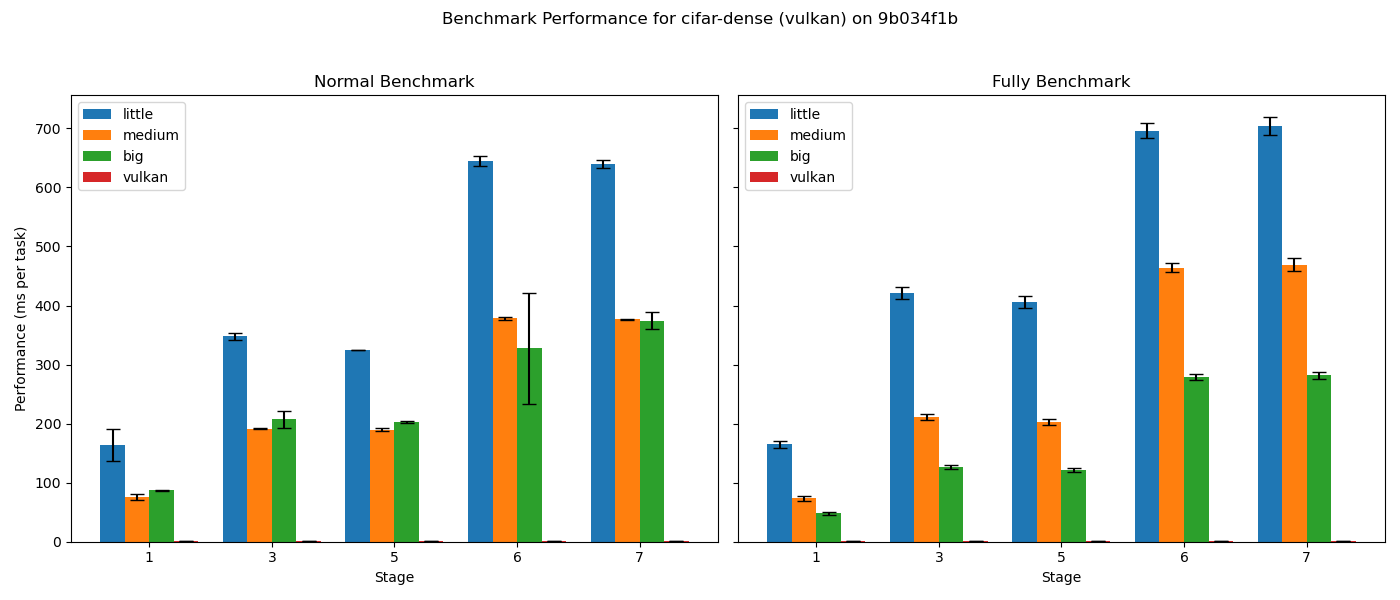 Benchmark Performance for cifar-dense (vulkan) on 9b034f1b
Normal Benchmark
little
medium
big
vulkan
700
600
500
400
300
200
100
0
Performance (ms per task)
1 3 5 6 7
Stage
Fully Benchmark
little
medium
big
vulkan
1 3 5 6 7
Stage